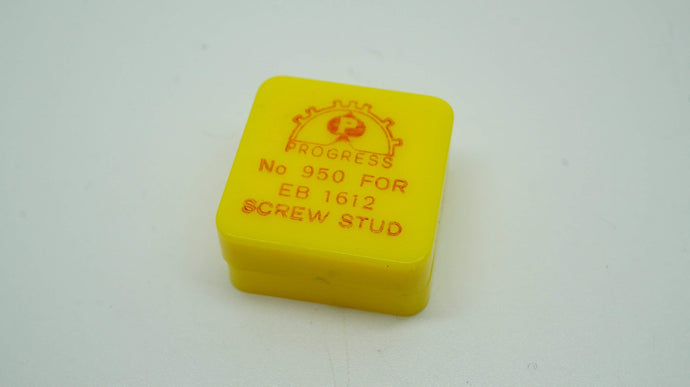 P
PROGRESS
No 950 FOR
EB 1612
SCREW STUD